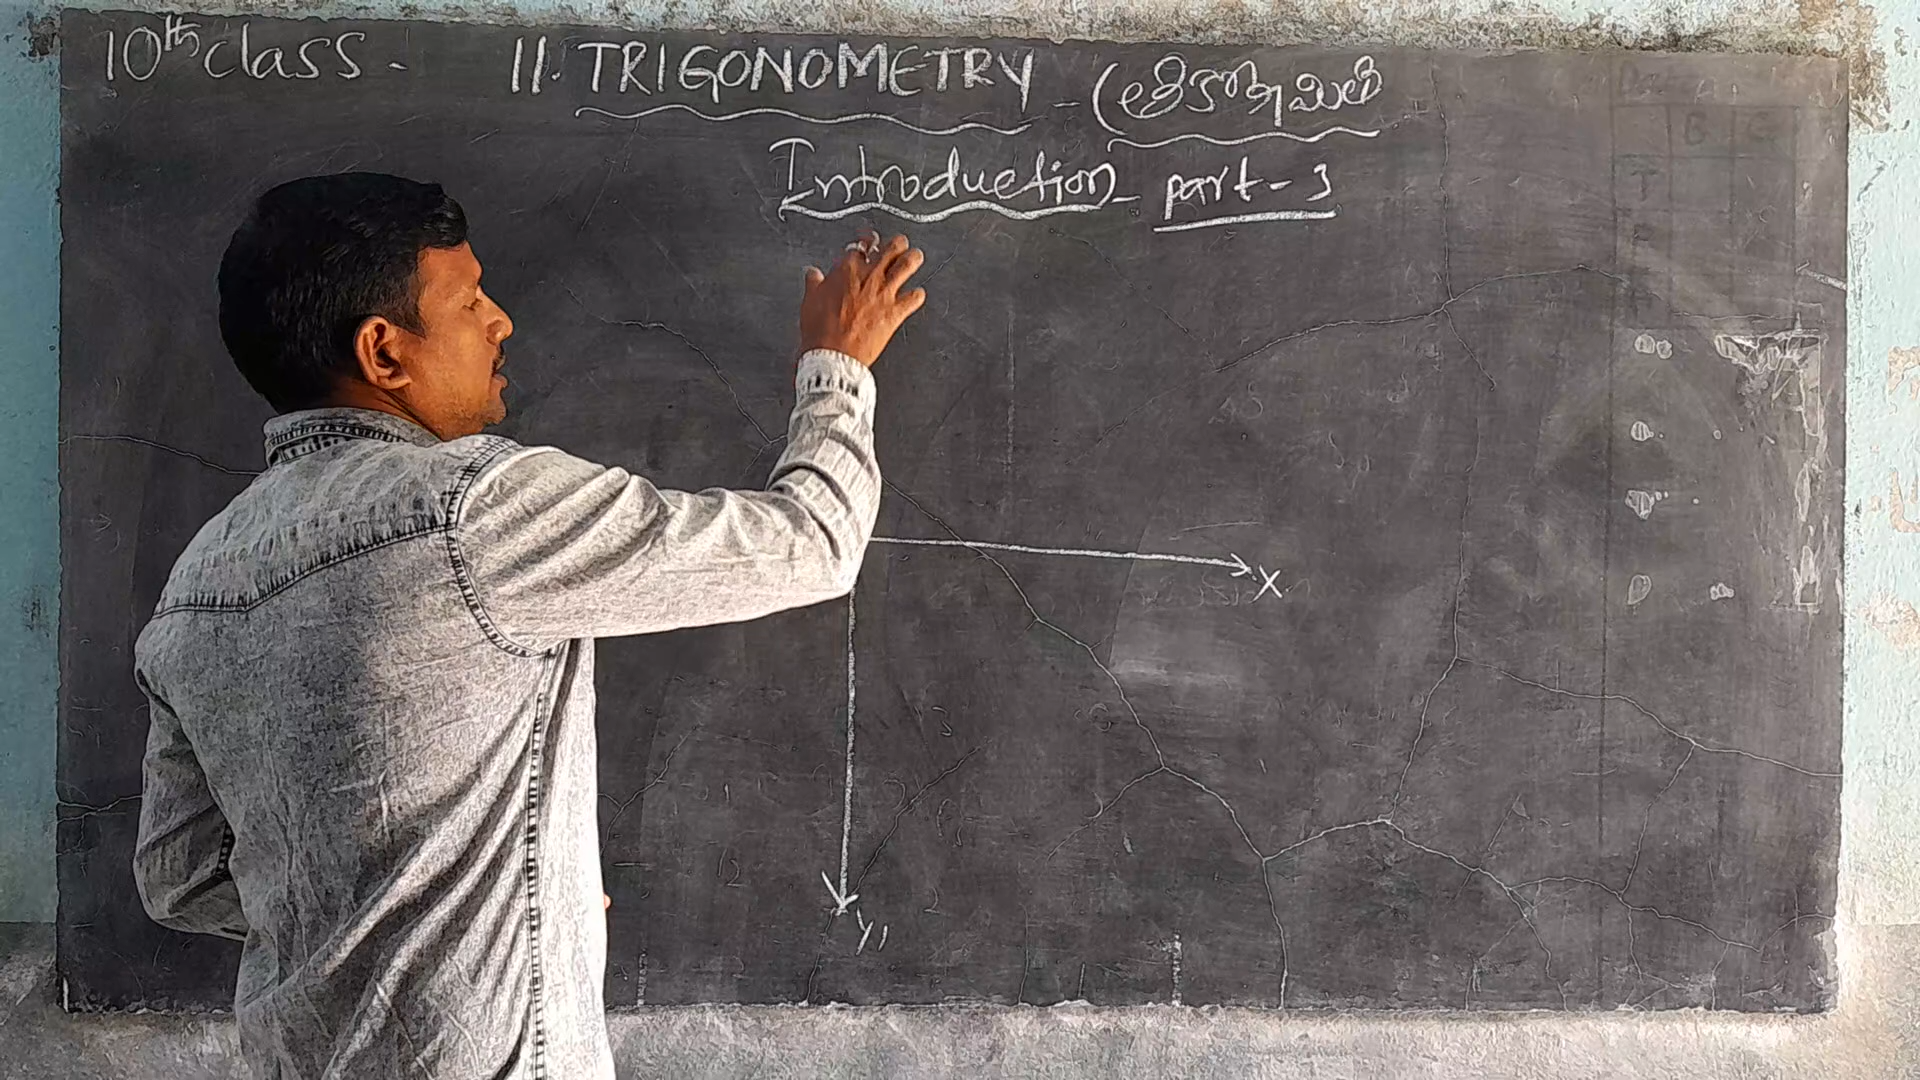 10th class. 11. TRIGONOMETRY - (త్రికోణమితి
Introduction - part-3
X
Y1